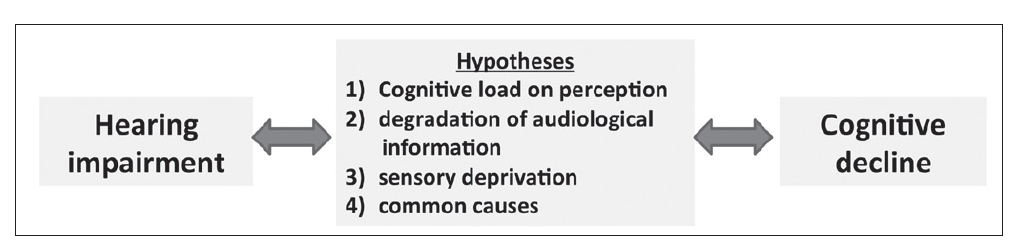 Hearing
impairment
Hypotheses
1) Cognitive load on perception
2) degradation of audiological
information
3) sensory deprivation
4) common causes
Cognitive
decline